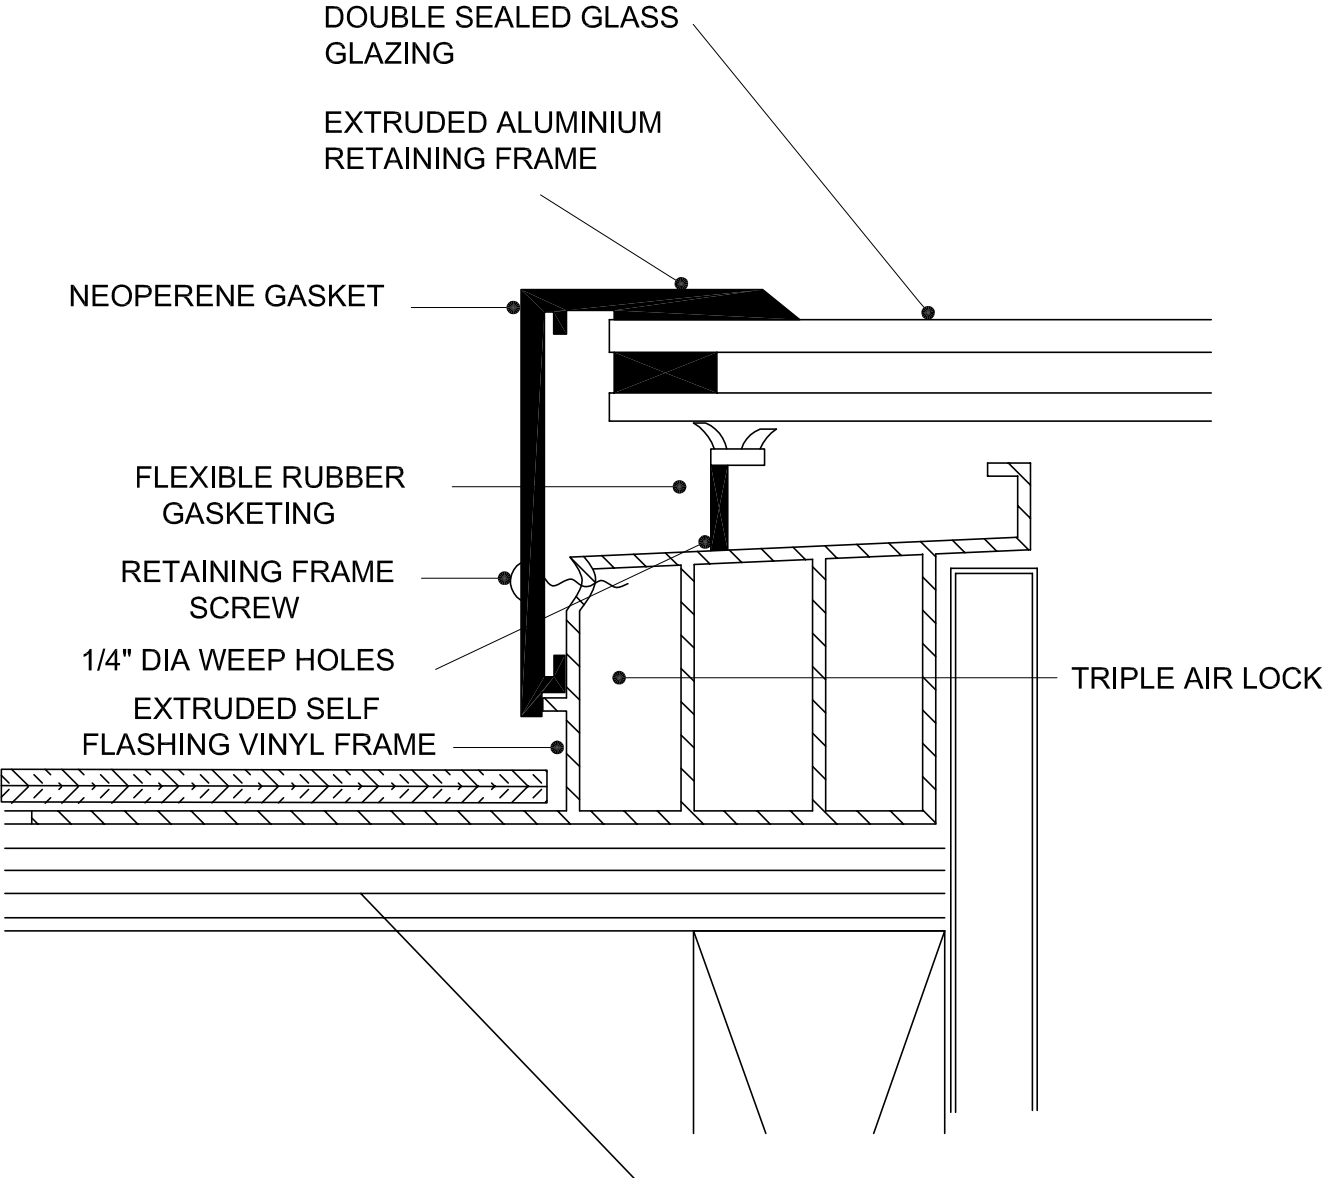 DOUBLE SEALED GLASS
GLAZING
EXTRUDED ALUMINIUM
RETAINING FRAME
NEOPERENE GASKET
FLEXIBLE RUBBER
GASKETING
RETAINING FRAME
SCREW
1/4" DIA WEEP HOLES
TRIPLE AIR LOCK
EXTRUDED SELF
FLASHING VINYL FRAME